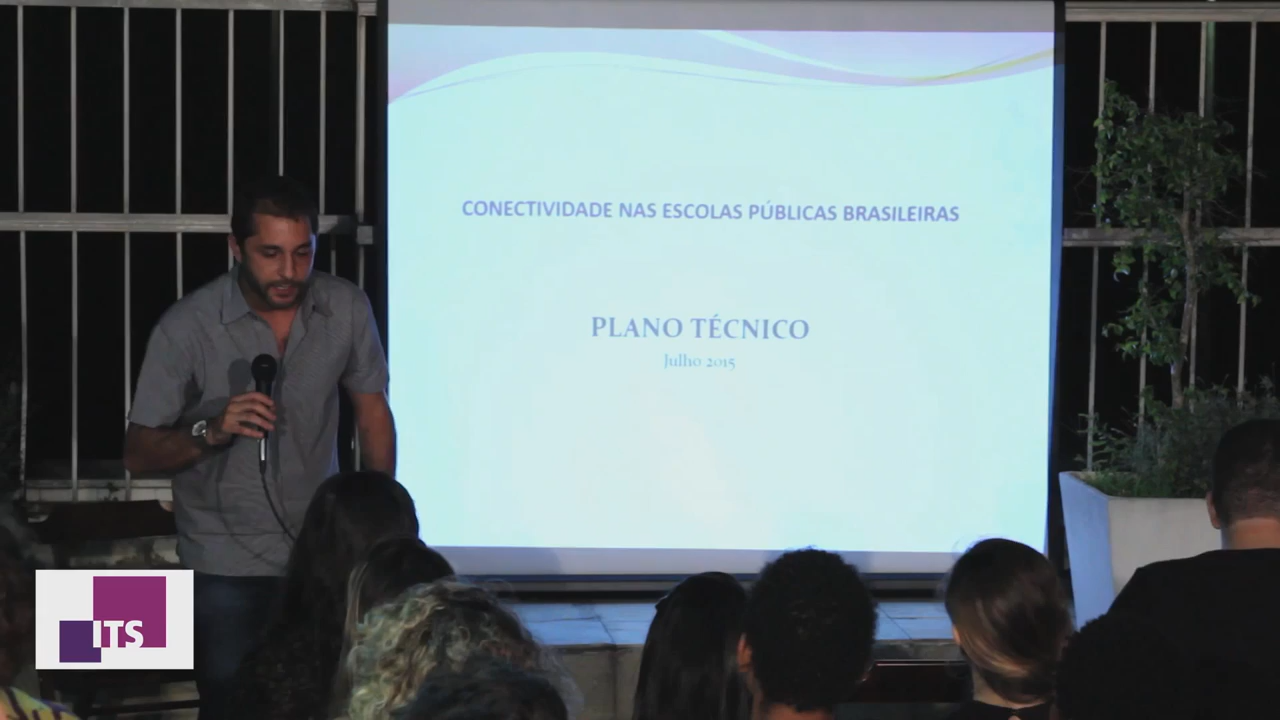 CONECTIVIDADE NAS ESCOLAS PÚBLICAS BRASILEIRAS
PLANO TÉCNICO
Julho 2015
ITS